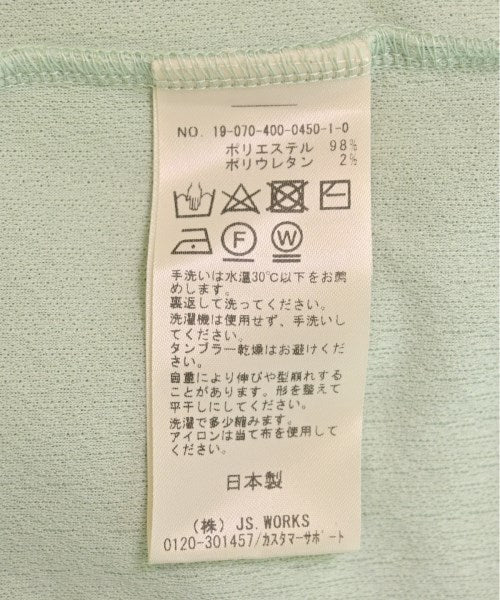 NO. 19-070-400-0450-1-0
ポリエステル 98%
ポリウレタン 2%
F W
手洗いは水温30℃以下をお薦
めします。
裏返して洗ってください。
洗濯機は使用せず、手洗いし
てください。
タンブラー乾燥はお避けくだ
さい。
自重により伸びや型崩れする
ことがあります。形を整えて
平干しにしてください。
洗濯で多少縮みます。
アイロンは当て布を使用して
ください。
日本製
(株) JS.WORKS
0120-301457/カスタマーサポート